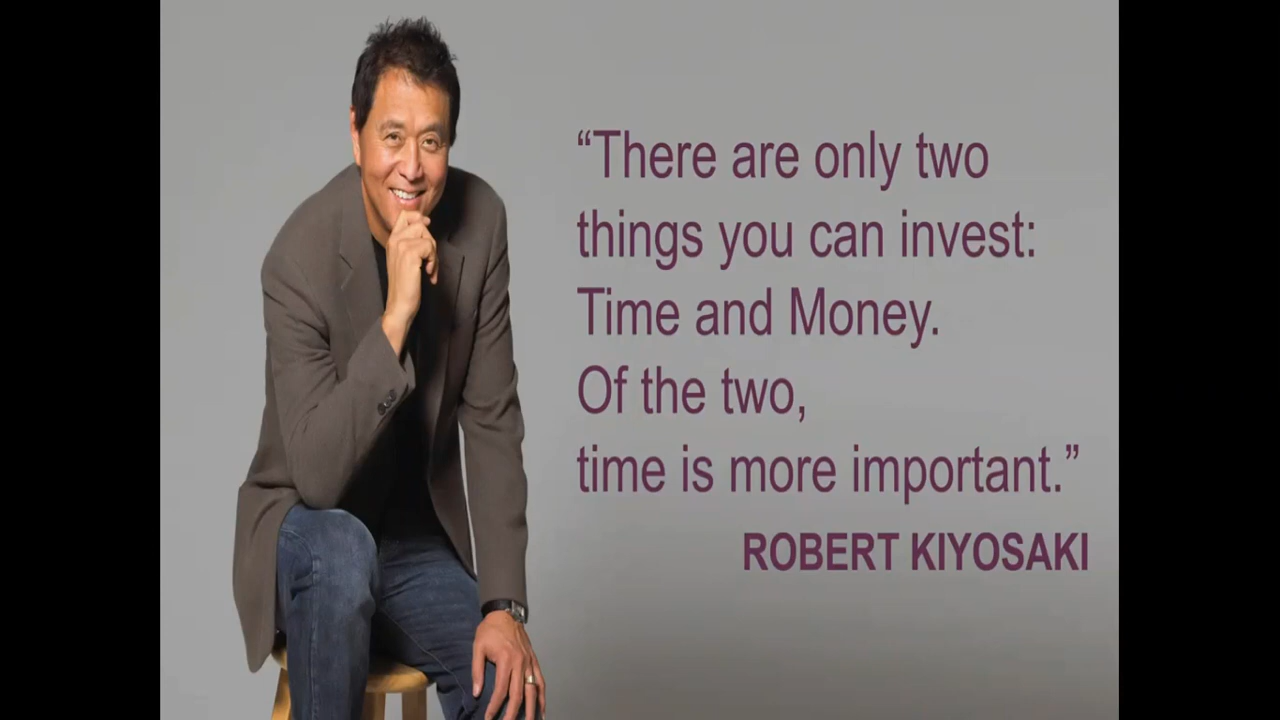 “There are only two
things you can invest:
Time and Money.
Of the two,
time is more important.”
ROBERT KIYOSAKI